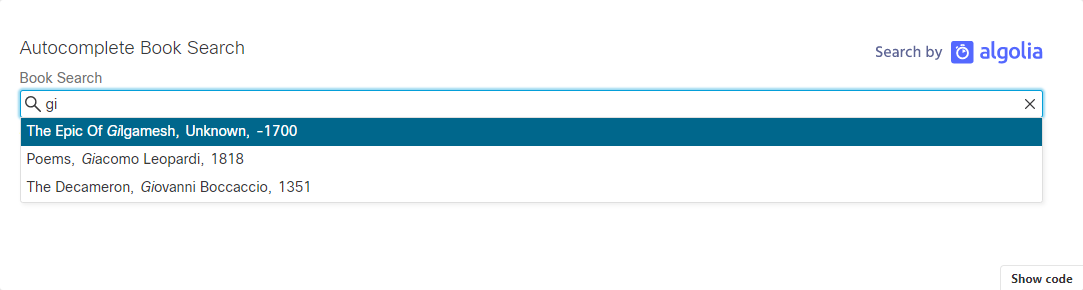 Autocomplete Book Search
Search by algolia
Book Search
gi
The Epic Of Gilgamesh, Unknown, -1700
Poems, Giacomo Leopardi, 1818
The Decameron, Giovanni Boccaccio, 1351
Show code